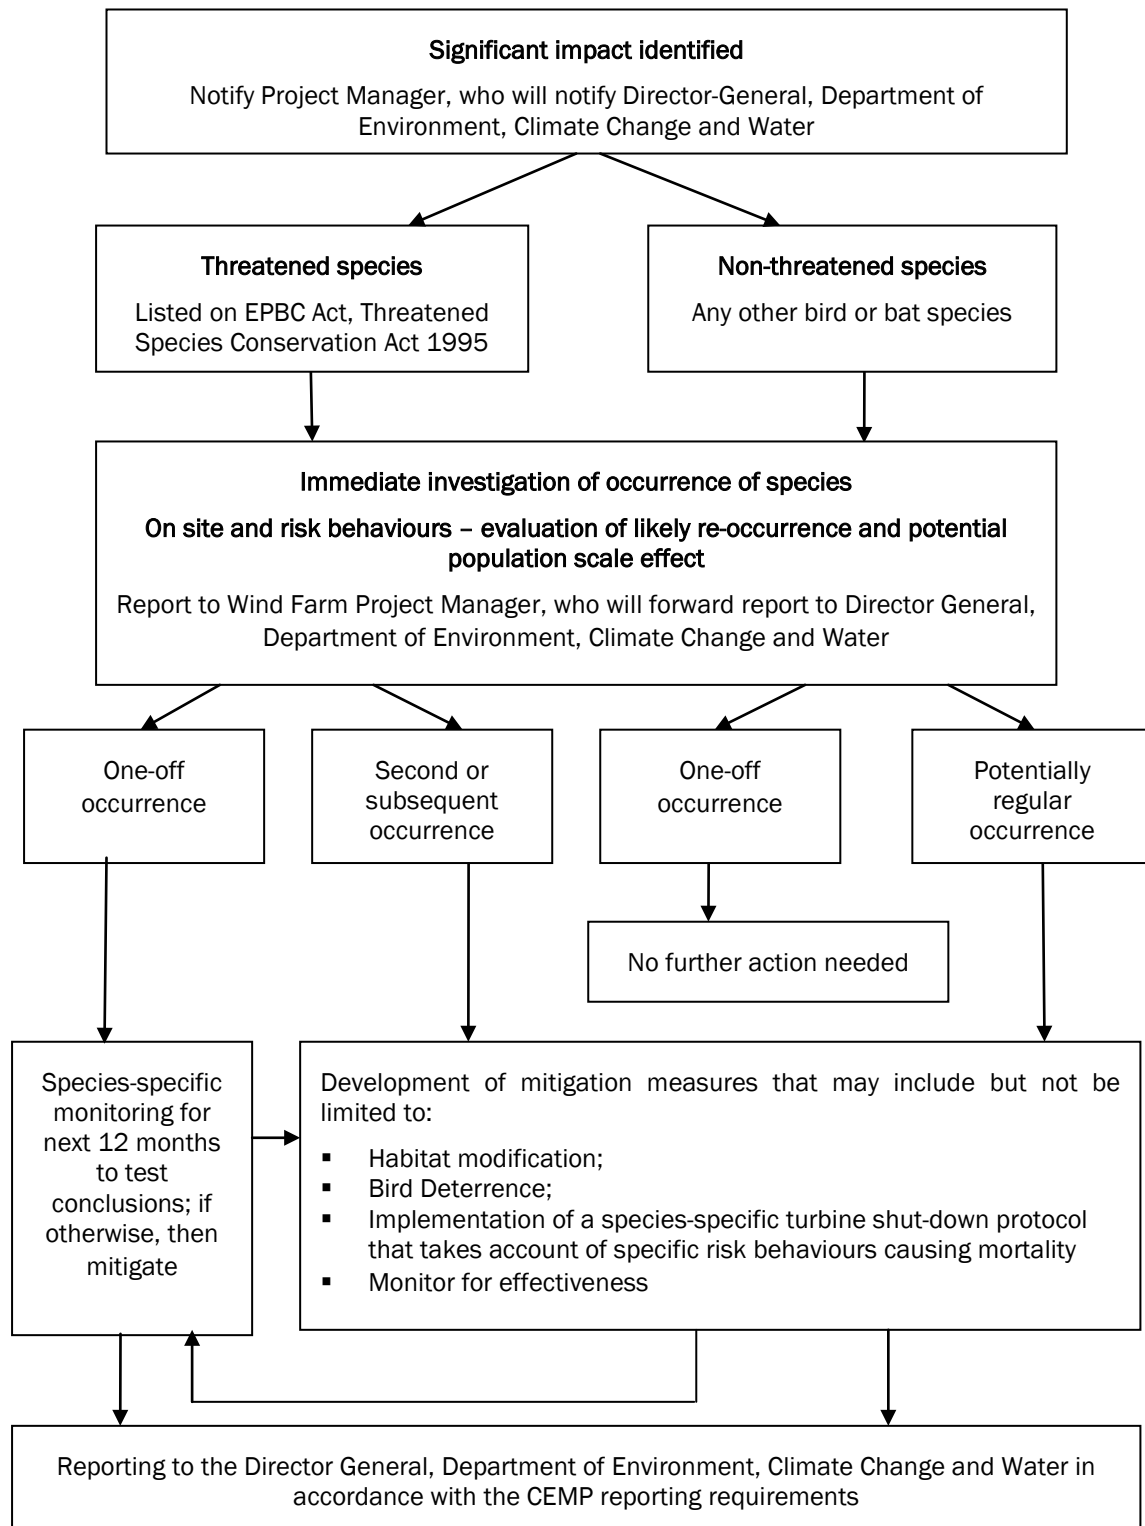 Significant impact identified
Notify Project Manager, who will notify Director-General, Department of
Environment, Climate Change and Water
Threatened species
Listed on EPBC Act, Threatened
Species Conservation Act 1995
Non-threatened species
Any other bird or bat species
Immediate investigation of occurrence of species
On site and risk behaviours – evaluation of likely re-occurrence and potential
population scale effect
Report to Wind Farm Project Manager, who will forward report to Director General,
Department of Environment, Climate Change and Water
One-off
occurrence
Second or
subsequent
occurrence
One-off
occurrence
Potentially
regular
occurrence
No further action needed
Species-specific
monitoring for
next 12 months
to test
conclusions; if
otherwise, then
mitigate
Development of mitigation measures that may include but not be
limited to:
▪ Habitat modification;
▪ Bird Deterrence;
▪ Implementation of a species-specific turbine shut-down protocol
that takes account of specific risk behaviours causing mortality
▪ Monitor for effectiveness
Reporting to the Director General, Department of Environment, Climate Change and Water in
accordance with the CEMP reporting requirements